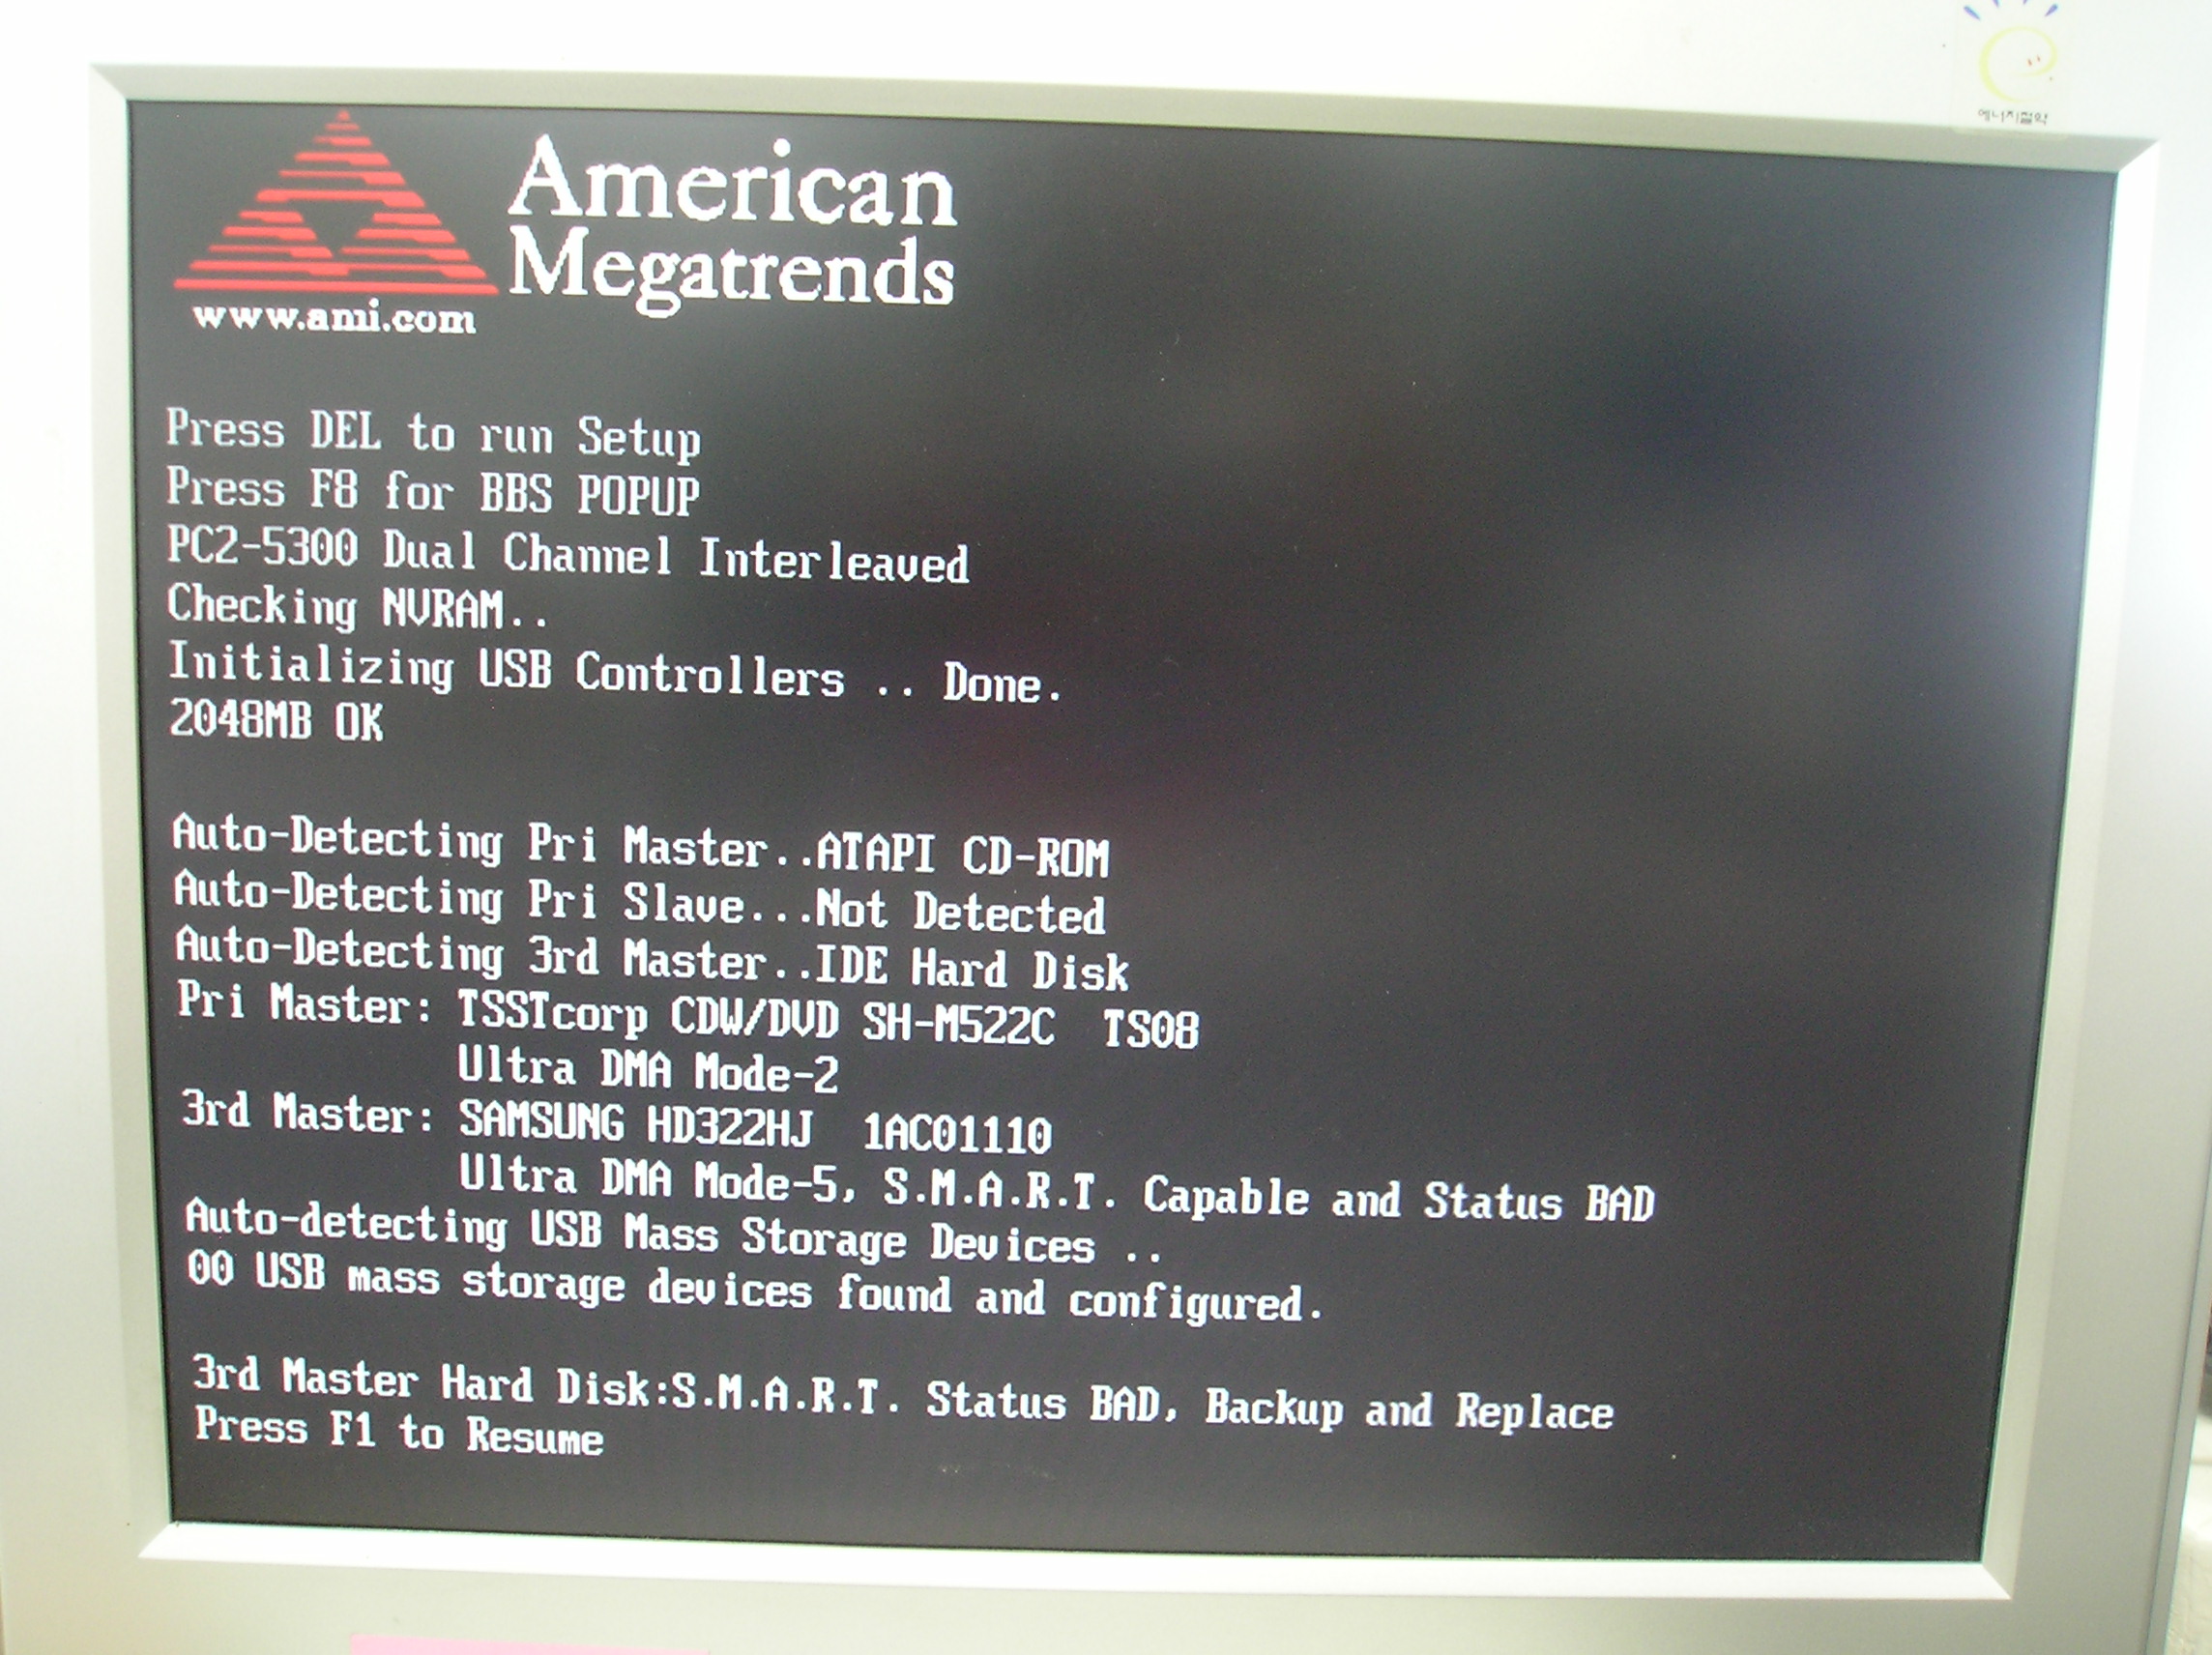 에너지절약
American
Megatrends
www.ami.com
Press DEL to run Setup
Press F8 for BBS POPUP
PC2-5300 Dual Channel Interleaved
Checking NVRAM..
Initializing USB Controllers .. Done.
2048MB OK
Auto-Detecting Pri Master..ATAPI CD-ROM
Auto-Detecting Pri Slave...Not Detected
Auto-Detecting 3rd Master..IDE Hard Disk
Pri Master: TSSTcorp CDW/DVD SH-M522C  TS08
Ultra DMA Mode-2
3rd Master: SAMSUNG HD322HJ  1AC01110
Ultra DMA Mode-5, S.M.A.R.T. Capable and Status BAD
Auto-detecting USB Mass Storage Devices ..
00 USB mass storage devices found and configured.
3rd Master Hard Disk:S.M.A.R.T. Status BAD, Backup and Replace
Press F1 to Resume